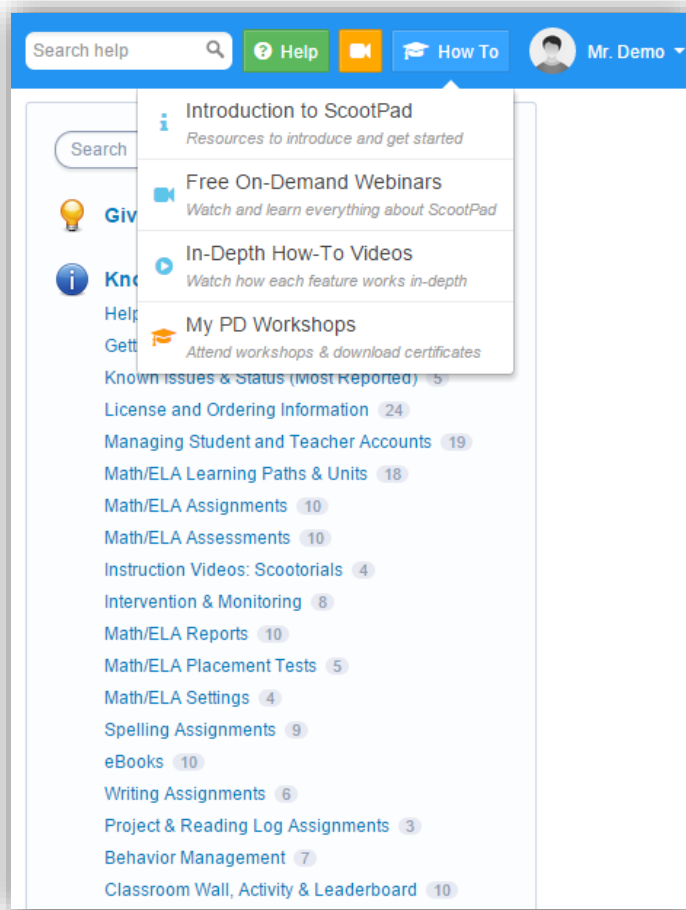 Search help
Help
How To
Mr. Demo
Introduction to ScootPad
Resources to introduce and get started
Free On-Demand Webinars
Watch and learn everything about ScootPad
In-Depth How-To Videos
Watch how each feature works in-depth
My PD Workshops
Attend workshops & download certificates
Search
Known Issues & Status (Most Reported) 5
License and Ordering Information 24
Managing Student and Teacher Accounts 19
Math/ELA Learning Paths & Units 18
Math/ELA Assignments 10
Math/ELA Assessments 10
Instruction Videos: Scootorials 4
Intervention & Monitoring 8
Math/ELA Reports 10
Math/ELA Placement Tests 5
Math/ELA Settings 4
Spelling Assignments 9
eBooks 10
Writing Assignments 6
Project & Reading Log Assignments 3
Behavior Management 7
Classroom Wall, Activity & Leaderboard 10